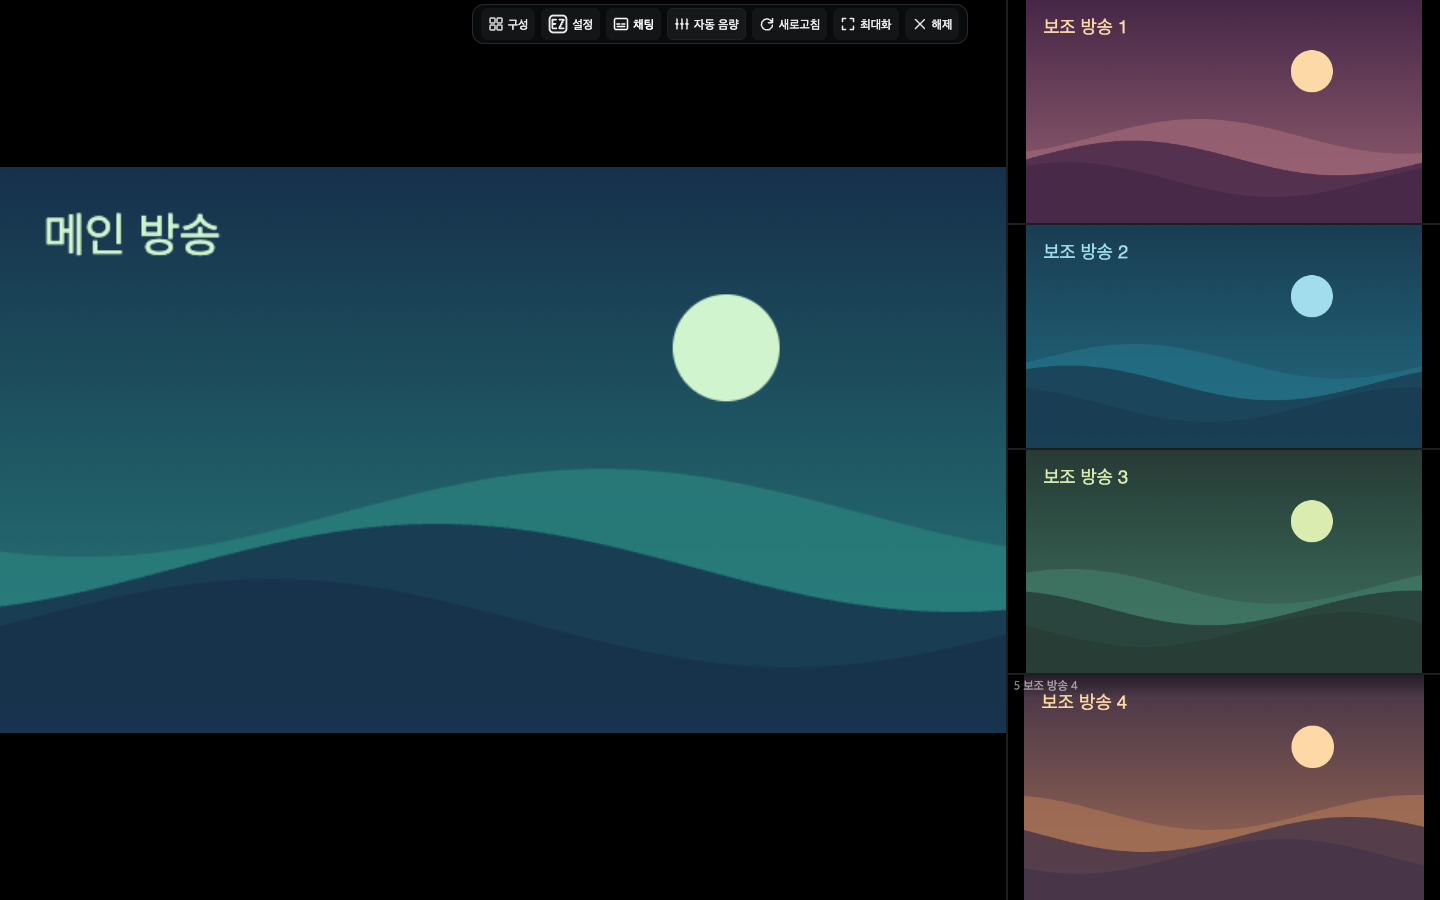 구성 EZ 설정 채팅 자동 음량 새로고침 최대화 해제
메인 방송
보조 방송 1
보조 방송 2
보조 방송 3
5 보조 방송 4
보조 방송 4